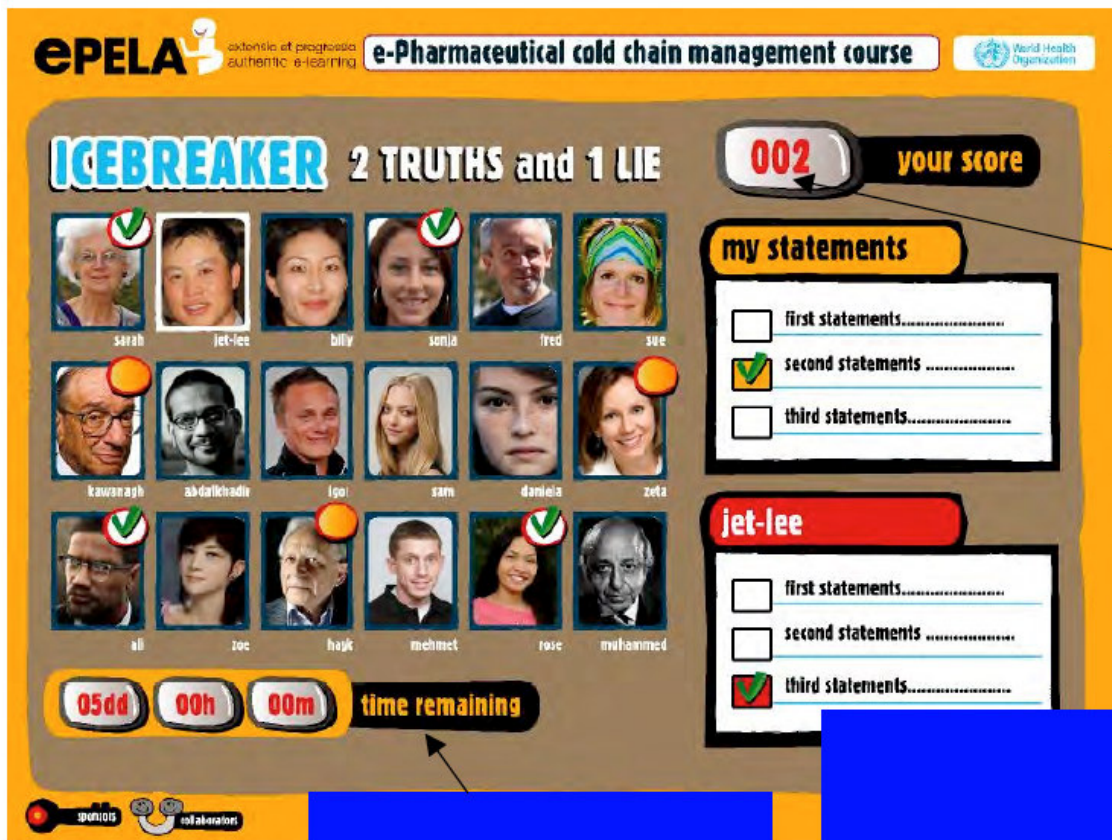 ePELA
extensio et progressio
authentic e-learning
e-Pharmaceutical cold chain management course
World Health
Organization
ICEBREAKER 2 TRUTHS and 1 LIE
002 your score
sarah jet-lee billy sonja fred sue
my statements
first statements........................
second statements .....................
third statements........................
kawanagh abdalkhadir igor sam daniela zeta
ali zoe hayk mehmet rose muhammed
jet-lee
first statements........................
second statements .....................
third statements........................
05dd 00h 00m time remaining
sponsors collaborators